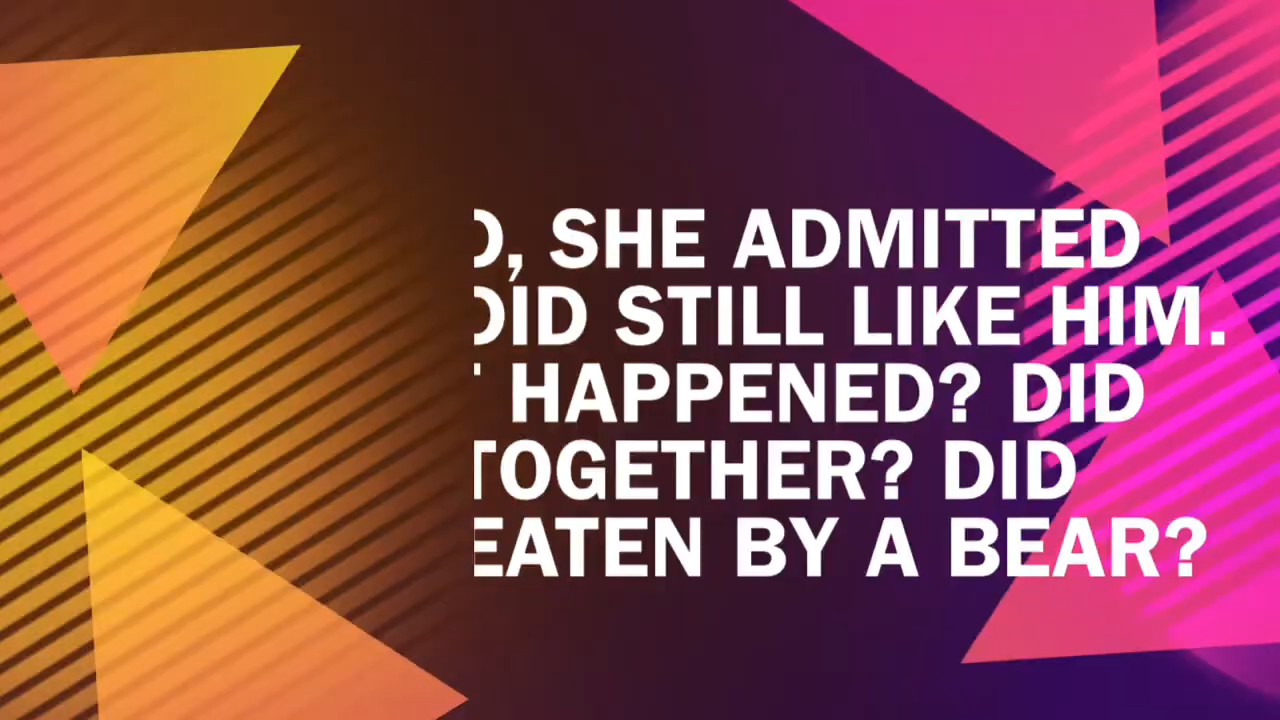 , SHE ADMITTED
DID STILL LIKE HIM.
HAPPENED? DID
TOGETHER? DID
EATEN BY A BEAR?